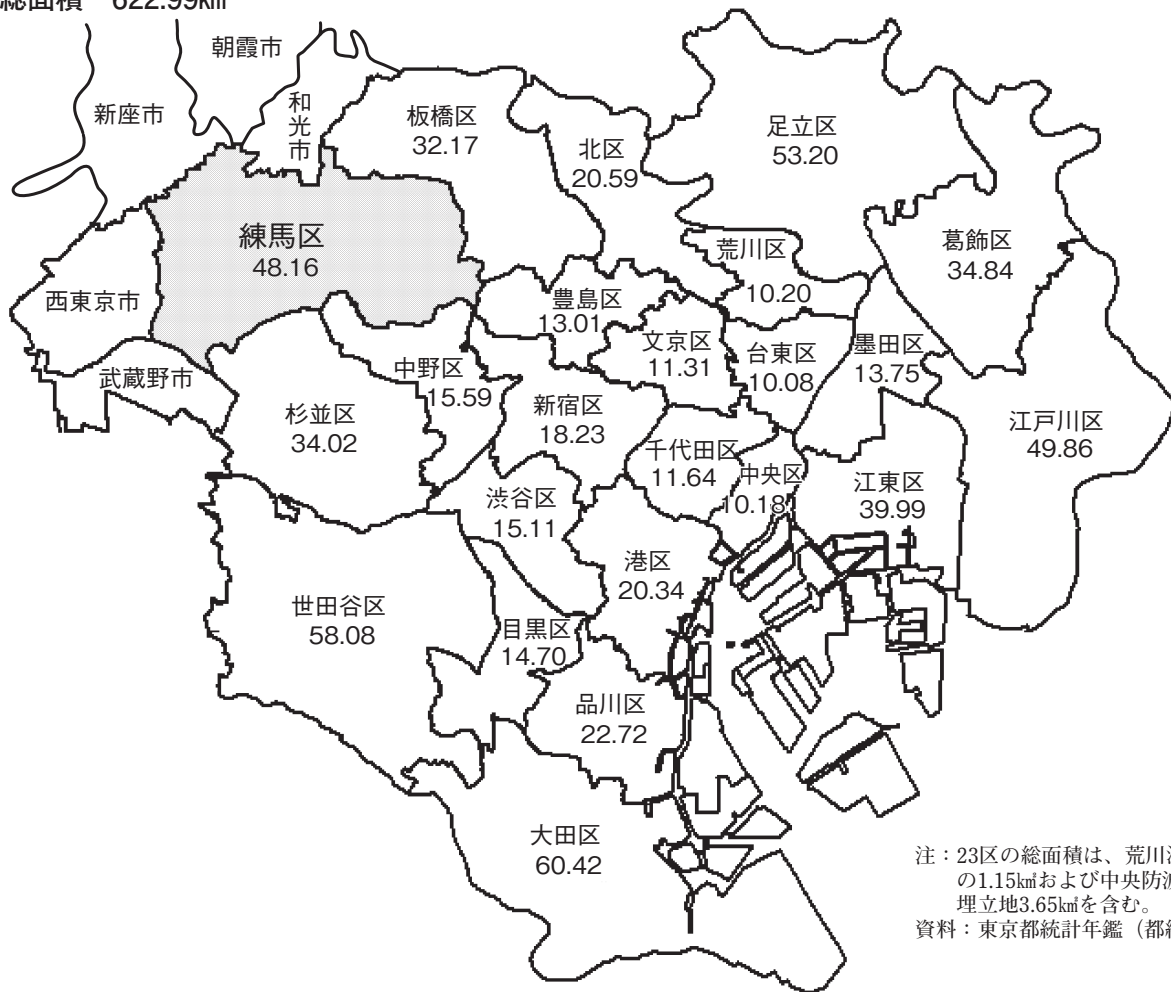 総面積 622.99k㎡
朝霞市
新座市
和光市
板橋区
32.17
北区
20.59
足立区
53.20
練馬区
48.16
荒川区
10.20
葛飾区
34.84
西東京市
豊島区
13.01
文京区
11.31
台東区
10.08
墨田区
13.75
武蔵野市
中野区
15.59
杉並区
34.02
新宿区
18.23
千代田区
11.64
中央区
10.18
江東区
39.99
江戸川区
49.86
渋谷区
15.11
港区
20.34
世田谷区
58.08
目黒区
14.70
品川区
22.72
大田区
60.42
注：23区の総面積は、荒川
の1.15k㎡および中央防波
埋立地3.65k㎡を含む。
資料：東京都統計年鑑（都